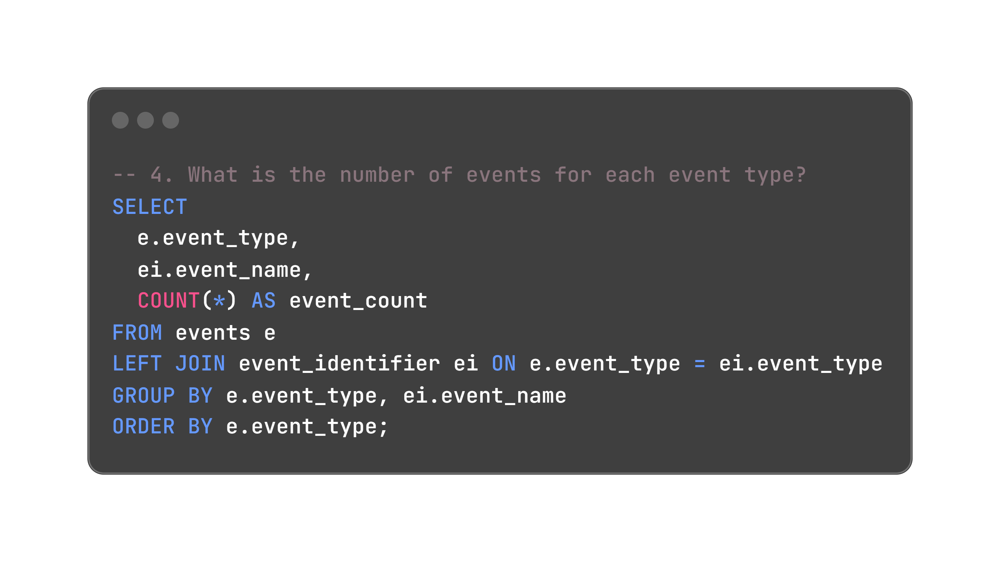 -- 4. What is the number of events for each event type?
SELECT
  e.event_type,
  ei.event_name,
  COUNT(*) AS event_count
FROM events e
LEFT JOIN event_identifier ei ON e.event_type = ei.event_type
GROUP BY e.event_type, ei.event_name
ORDER BY e.event_type;